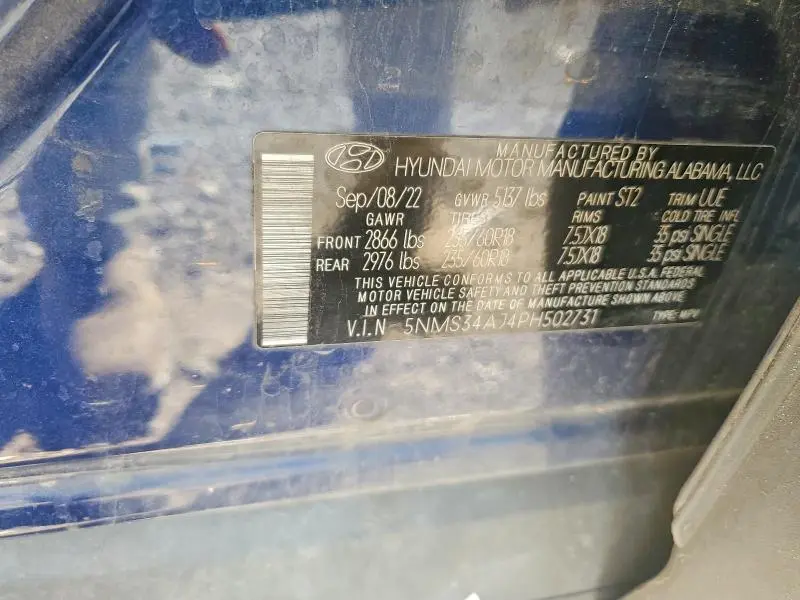 MANUFACTURED BY
HYUNDAI MOTOR MANUFACTURING ALABAMA, LLC
Sep/08/22 GVWR 5137 lbs PAINT ST2 TRIM UUE
GAWR TIRE RIMS COLD TIRE INFL
FRONT 2866 lbs 235/60R18 7.5JX18 35 psi SINGLE
REAR 2976 lbs 235/60R18 7.5JX18 35 psi SINGLE
THIS VEHICLE CONFORMS TO ALL APPLICABLE U.S.A. FEDERAL
MOTOR VEHICLE SAFETY AND THEFT PREVENTION STANDARDS
IN EFFECT ON THE DATE OF MANUFACTURE SHOWN ABOVE
V.I.N 5NMS34AJ4PH502731 TYPE: MPV